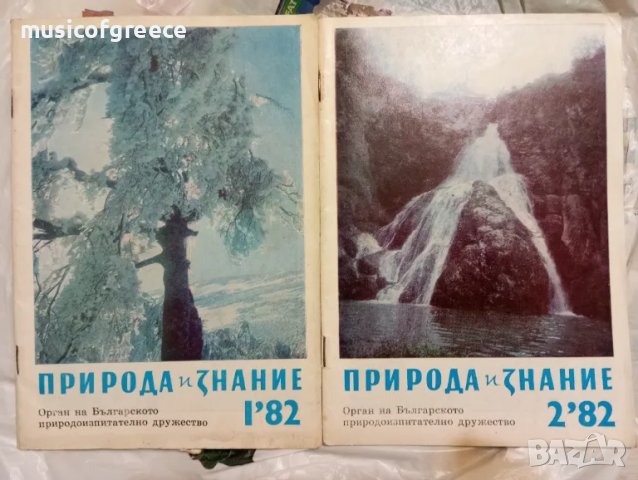 musicofgreece
ПРИРОДА и ЗНАНИЕ
Орган на Българското
природоизпитателно дружество
1'82
ПРИРОДА и ЗНАНИЕ
Орган на Българското
природоизпитателно дружество
2'82
BAZAR